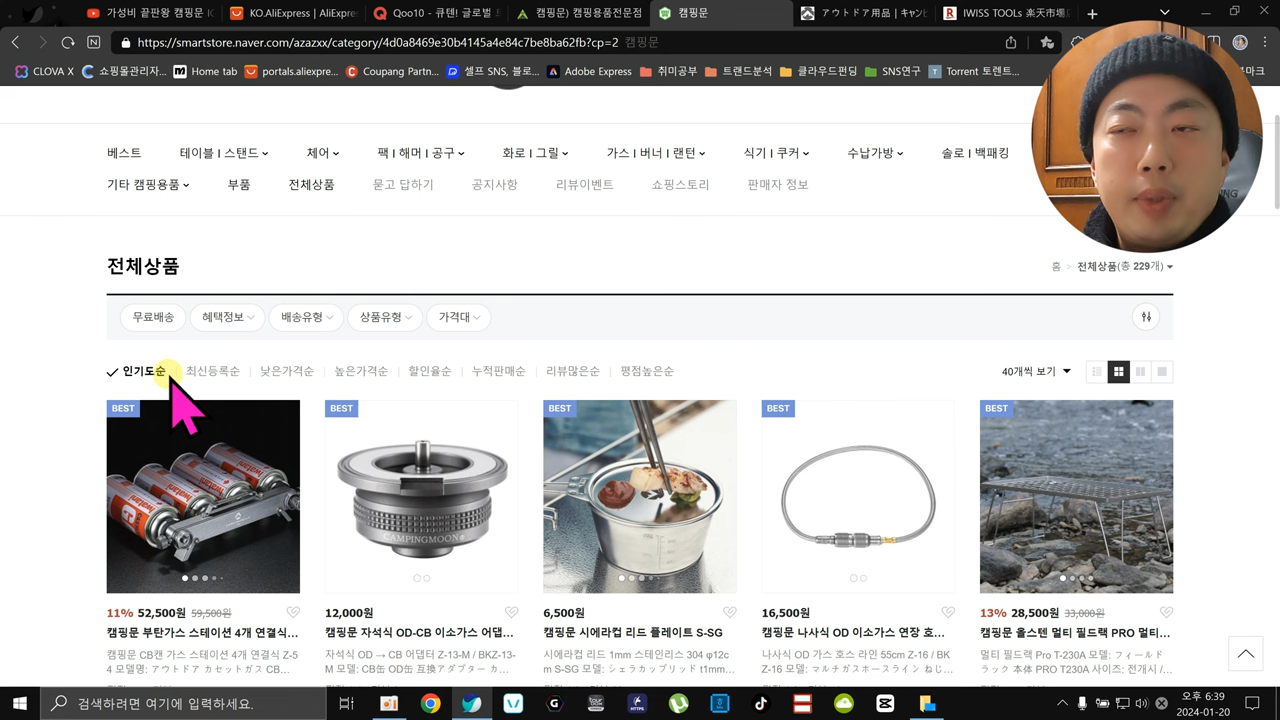 가성비 끝판왕 캠핑문 IC
KO.AliExpress | AliExpres
Qoo10 - 큐텐! 글로벌 트
캠핑문) 캠핑용품전문점
캠핑문
アウトドア用品 | キャンピ
IWISS TOOLs 楽天市場店
https://smartstore.naver.com/azazxx/category/4d0a8469e30b4145a4e84c7be8ba62fb?cp=2 캠핑문
CLOVA X
쇼핑몰관리자...
Home tab
portals.aliexpre...
Coupang Partn...
셀프 SNS, 블로...
Adobe Express
취미공부
트랜드분석
클라우드펀딩
SNS연구
Torrent 토렌트...
크마크
베스트
테이블 I 스탠드
체어
팩 I 해머 I 공구
화로 I 그릴
가스 I 버너 I 랜턴
식기 I 쿠커
수납가방
솔로 I 백패킹
기타 캠핑용품
부품
전체상품
묻고 답하기
공지사항
리뷰이벤트
쇼핑스토리
판매자 정보
전체상품
홈 > 전체상품(총 229개)
무료배송
혜택정보
배송유형
상품유형
가격대
인기도순
최신등록순
낮은가격순
높은가격순
할인율순
누적판매순
리뷰많은순
평점높은순
40개씩 보기
BEST
BEST
BEST
BEST
BEST
Iwatani
CAMPINGMOON®
11% 52,500원 59,500원
캠핑문 부탄가스 스테이션 4개 연결식...
캠핑문 CB캔 가스 스테이션 4개 연결식 Z-5
4 모델명: アウトドア カセットガス CB...
12,000원
캠핑문 자석식 OD-CB 이소가스 어댑...
자석식 OD → CB 어댑터 Z-13-M / BKZ-13-
M 모델: CB缶 OD缶 互換アダプター カ...
6,500원
캠핑문 시에라컵 리드 플레이트 S-SG
시에라컵 리드 1mm 스테인리스 304 φ12c
m S-SG 모델: シェラカップリッド t1mm...
16,500원
캠핑문 나사식 OD 이소가스 연장 호...
나사식 OD 가스 호스 라인 55cm Z-16 / BK
Z-16 모델: マルチガスホースライン ねじ...
13% 28,500원 33,000원
캠핑문 올스텐 멀티 필드랙 PRO 멀티...
멀티 필드랙 Pro T-230A 모델: フィールド
ラック 本体 PRO T230A 사이즈: 전개시 /...
검색하려면 여기에 입력하세요.
오후 6:39
2024-01-20